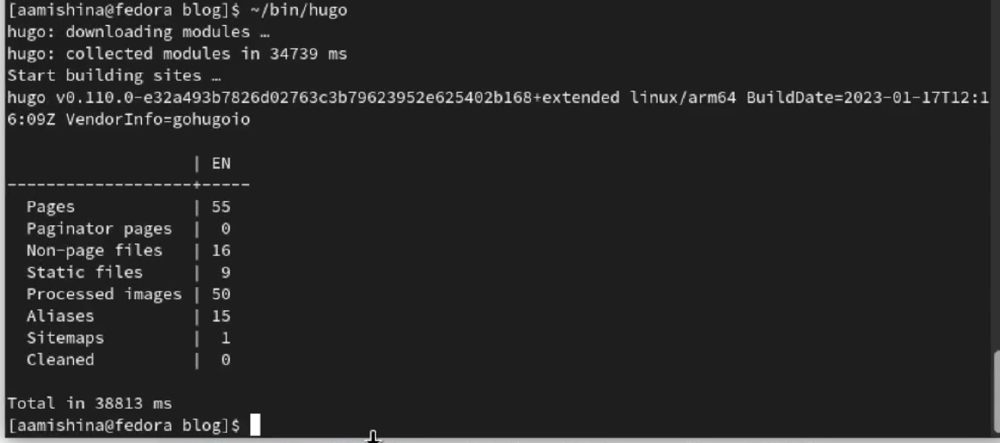 [aamishina@fedora blog]$ ~/bin/hugo
hugo: downloading modules …
hugo: collected modules in 34739 ms
Start building sites …
hugo v0.110.0-e32a493b7826d02763c3b79623952e625402b168+extended linux/arm64 BuildDate=2023-01-17T12:1
6:09Z VendorInfo=gohugoio
                   | EN
-------------------+-----
  Pages            | 55
  Paginator pages  |  0
  Non-page files   | 16
  Static files     |  9
  Processed images | 50
  Aliases          | 15
  Sitemaps         |  1
  Cleaned          |  0
Total in 38813 ms
[aamishina@fedora blog]$